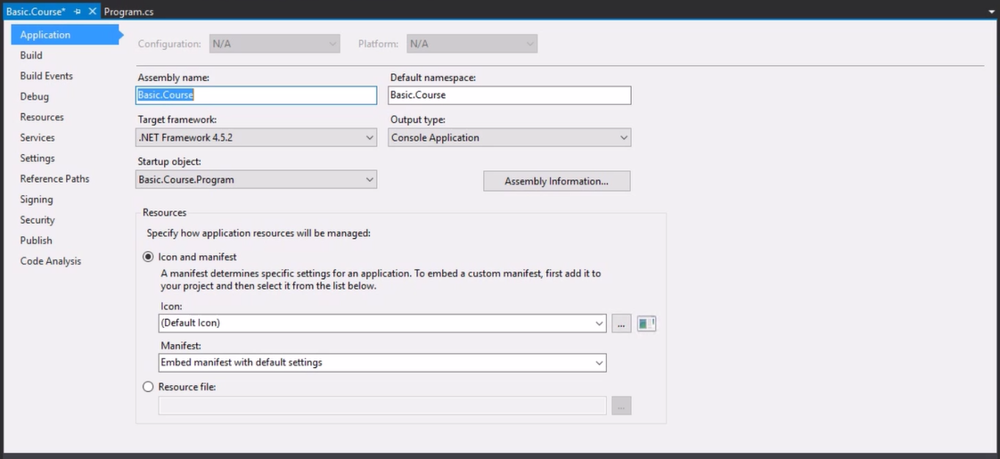 Basic.Course* Program.cs
Application
Build
Build Events
Debug
Resources
Services
Settings
Reference Paths
Signing
Security
Publish
Code Analysis
Configuration: N/A Platform: N/A
Assembly name: Default namespace:
Basic.Course Basic.Course
Target framework: Output type:
.NET Framework 4.5.2 Console Application
Startup object:
Basic.Course.Program Assembly Information...
Resources
Specify how application resources will be managed:
Icon and manifest
A manifest determines specific settings for an application. To embed a custom manifest, first add it to
your project and then select it from the list below.
Icon:
(Default Icon) ...
Manifest:
Embed manifest with default settings
Resource file:
...